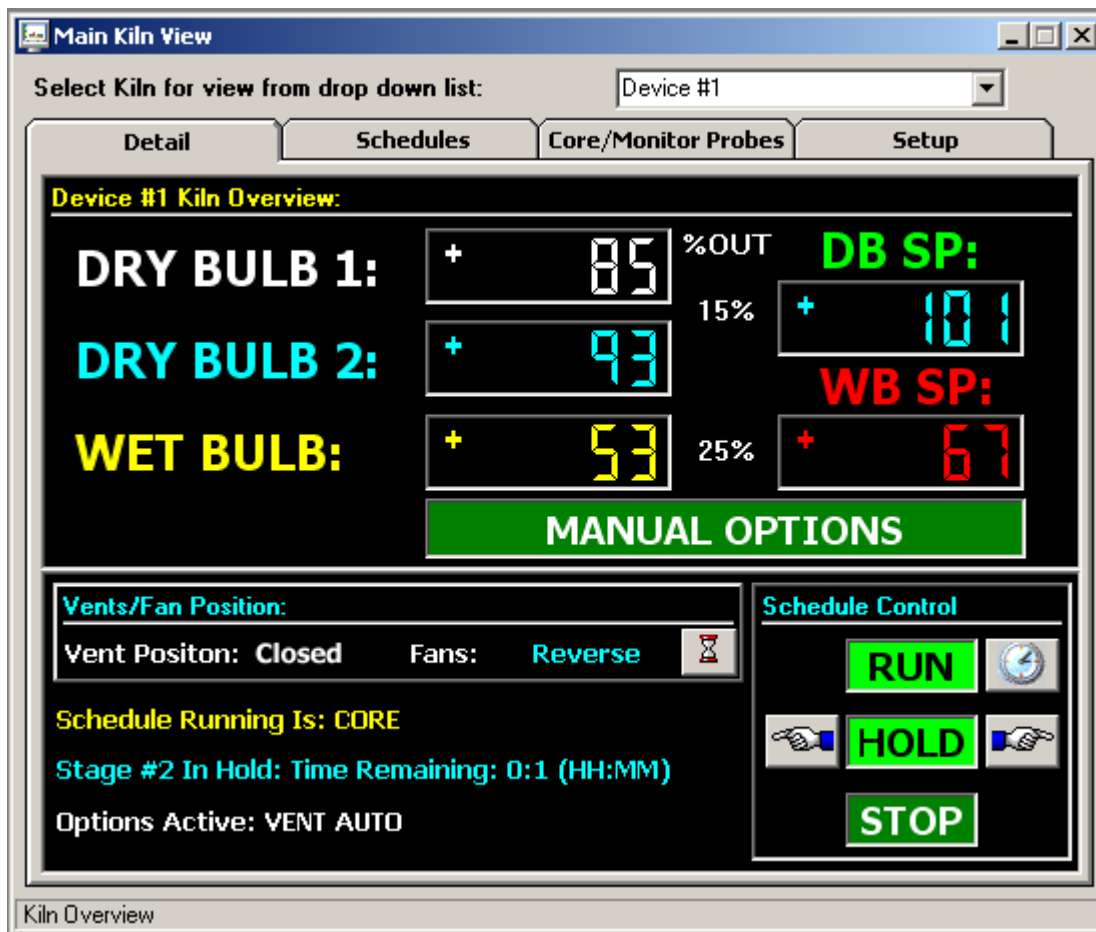 Main Kiln View
Select Kiln for view from drop down list: Device #1
Detail Schedules Core/Monitor Probes Setup
Device #1 Kiln Overview:
DRY BULB 1: + 85 %OUT DB SP:
15% + 101
DRY BULB 2: + 93
WB SP:
WET BULB: + 53 25% + 67
MANUAL OPTIONS
Vents/Fan Position:
Vent Positon: Closed Fans: Reverse
Schedule Running Is: CORE
Stage #2 In Hold: Time Remaining: 0:1 (HH:MM)
Options Active: VENT AUTO
Schedule Control
RUN
HOLD
STOP
Kiln Overview